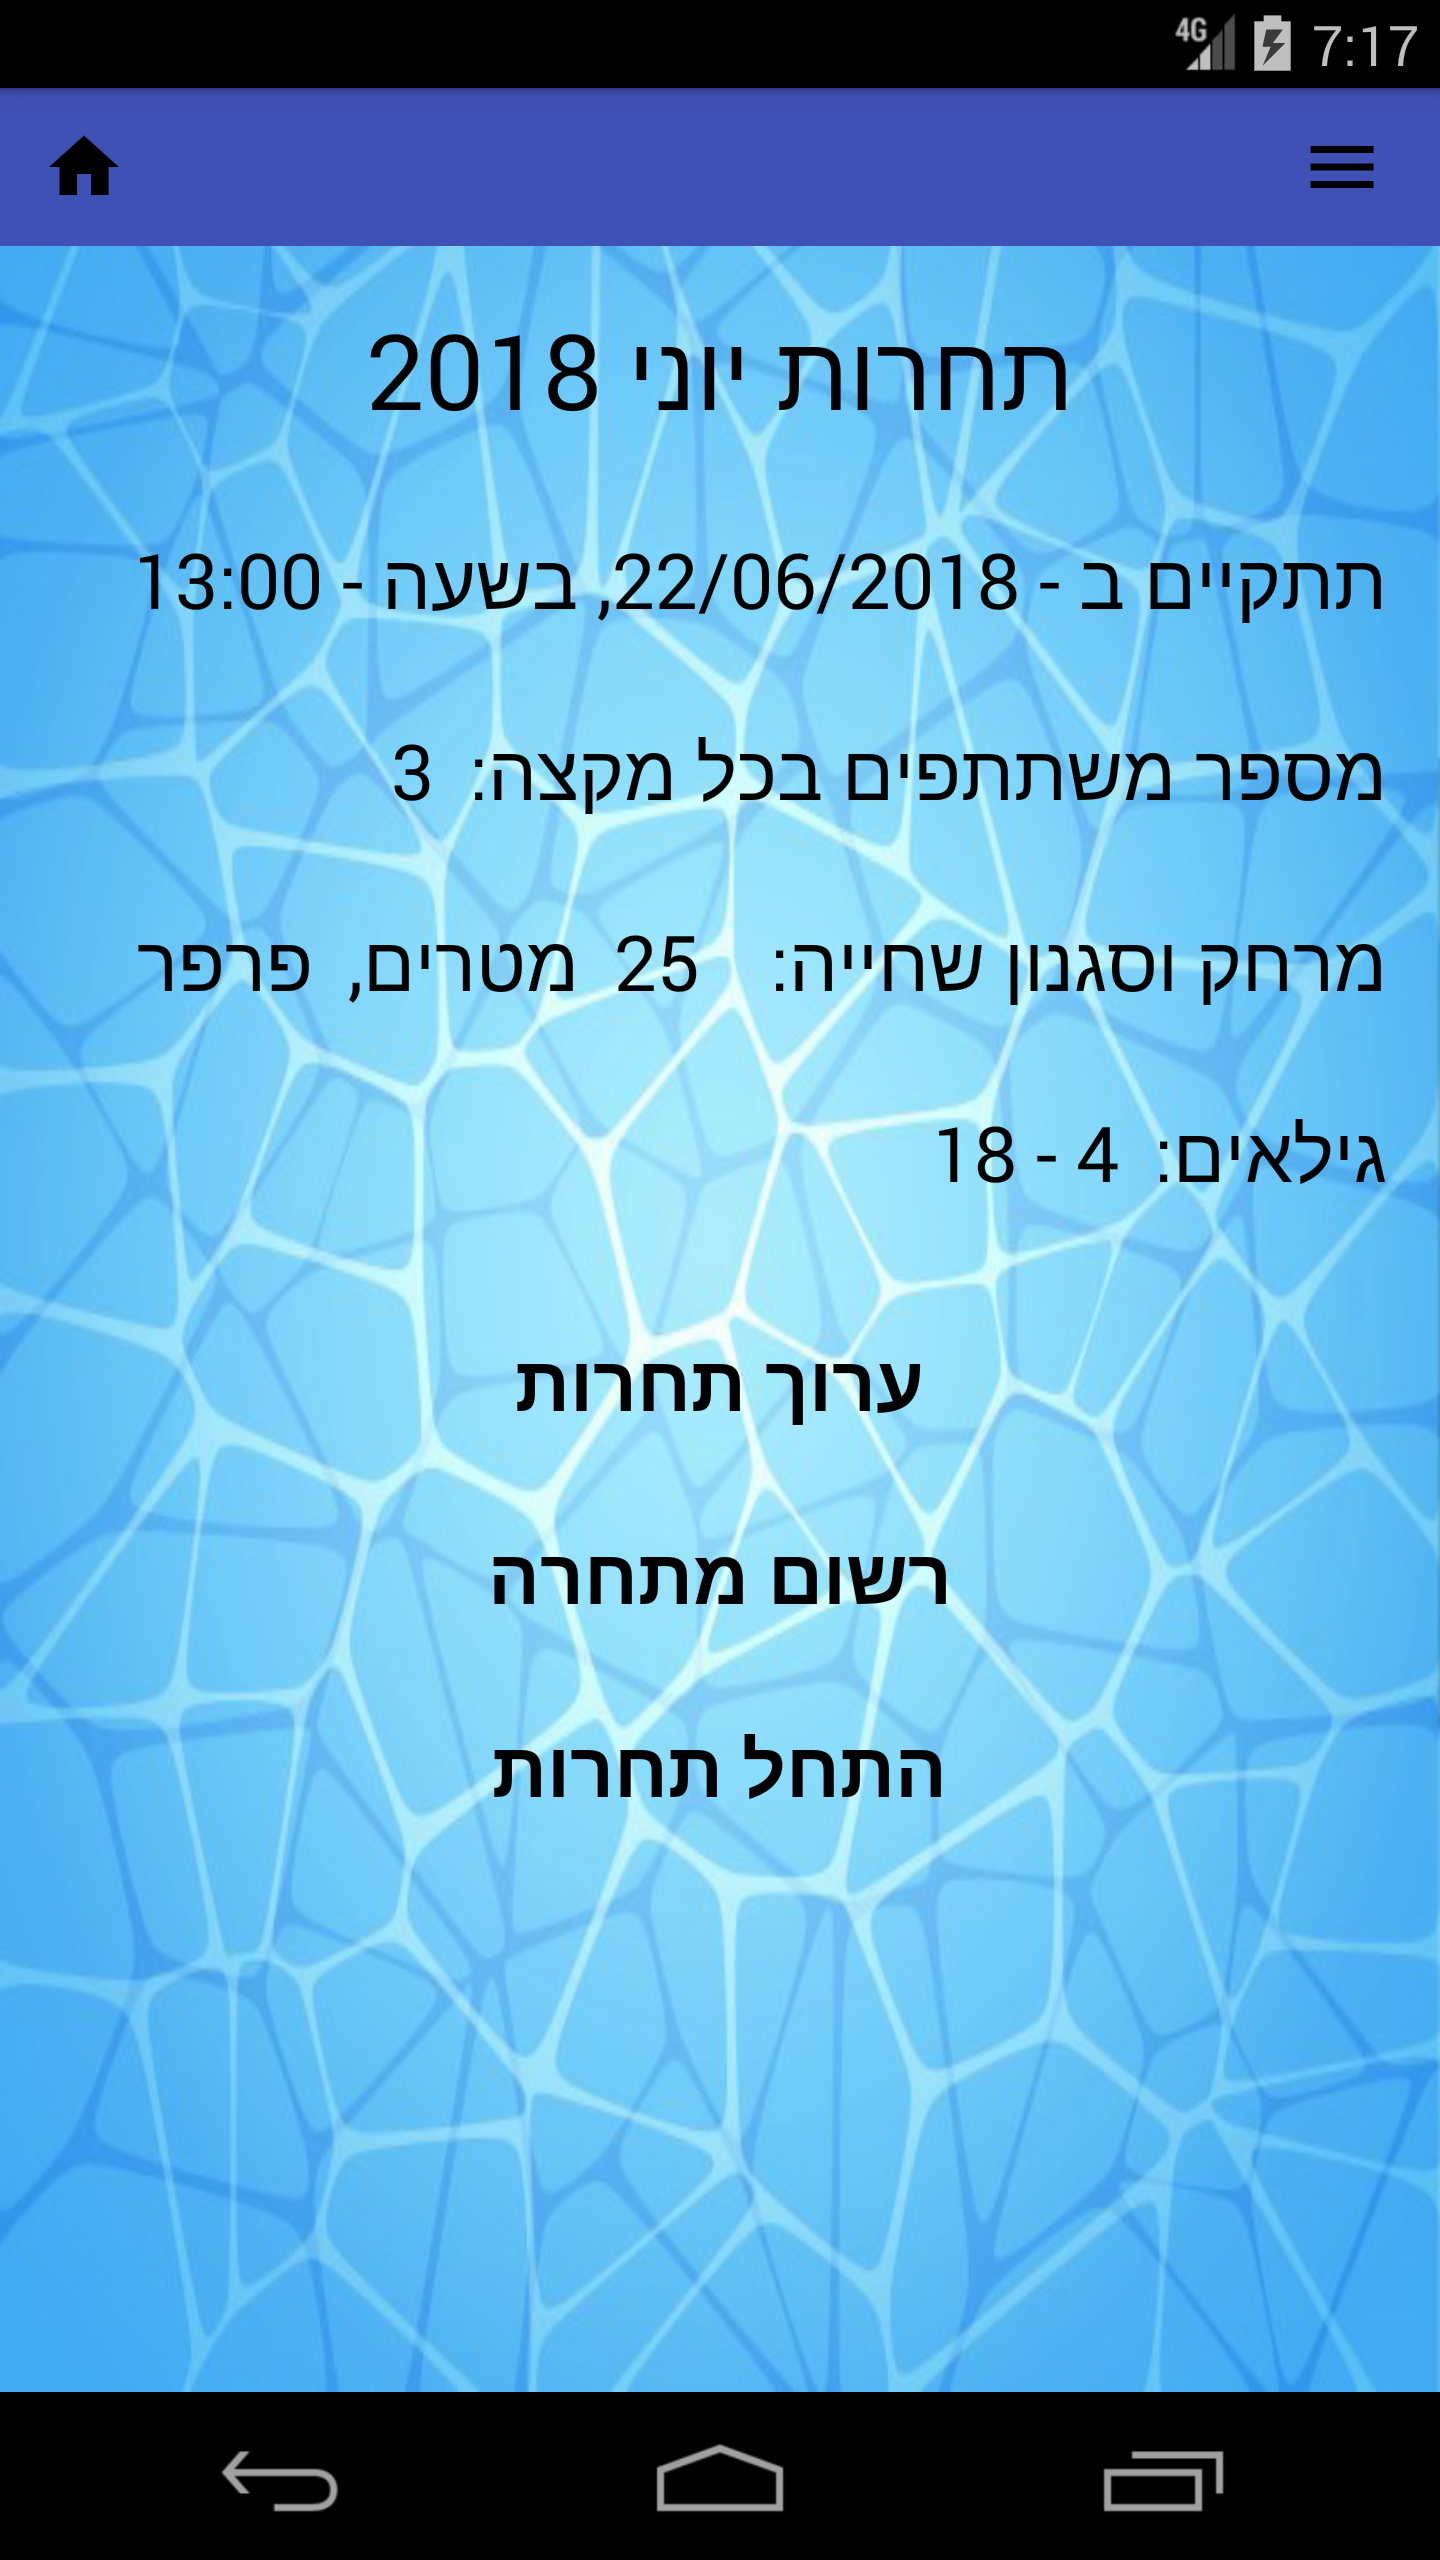 4G 7:17
תחרות יוני 2018
תתקיים ב - 22/06/2018, בשעה - 13:00
מספר משתתפים בכל מקצה: 3
מרחק וסגנון שחייה: 25 מטרים, פרפר
גילאים: 4 - 18
ערוך תחרות
רשום מתחרה
התחל תחרות